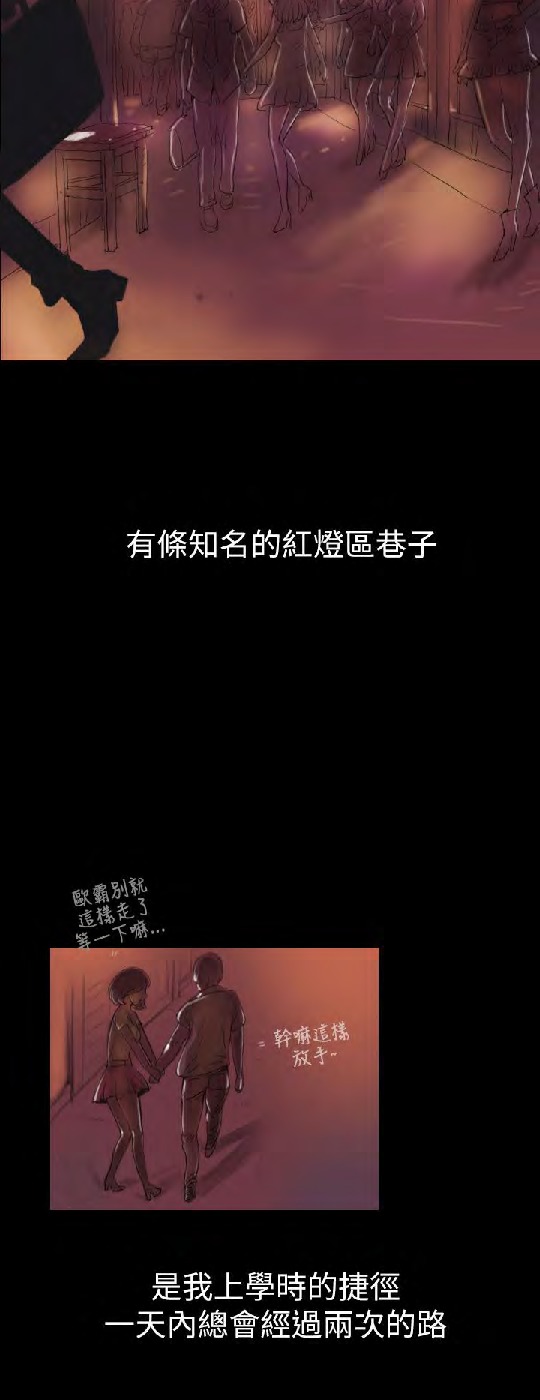 有條知名的紅燈區巷子
歐霸別就
這樣走了
等一下嘛...
幹嘛這樣
放手~
是我上學時的捷徑
一天內總會經過兩次的路